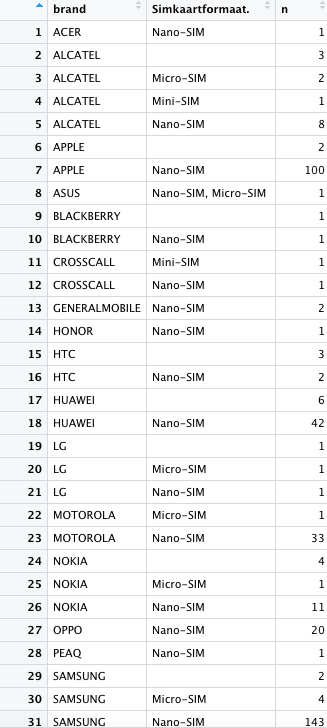 brand Simkaartformaat. n
1 ACER Nano-SIM 1
2 ALCATEL 3
3 ALCATEL Micro-SIM 2
4 ALCATEL Mini-SIM 1
5 ALCATEL Nano-SIM 8
6 APPLE 2
7 APPLE Nano-SIM 100
8 ASUS Nano-SIM, Micro-SIM 1
9 BLACKBERRY 1
10 BLACKBERRY Nano-SIM 1
11 CROSSCALL Mini-SIM 1
12 CROSSCALL Nano-SIM 1
13 GENERALMOBILE Nano-SIM 2
14 HONOR Nano-SIM 1
15 HTC 3
16 HTC Nano-SIM 2
17 HUAWEI 6
18 HUAWEI Nano-SIM 42
19 LG 1
20 LG Micro-SIM 1
21 LG Nano-SIM 1
22 MOTOROLA Micro-SIM 1
23 MOTOROLA Nano-SIM 33
24 NOKIA 4
25 NOKIA Micro-SIM 1
26 NOKIA Nano-SIM 11
27 OPPO Nano-SIM 20
28 PEAQ Nano-SIM 1
29 SAMSUNG 2
30 SAMSUNG Micro-SIM 4
31 SAMSUNG Nano-SIM 143